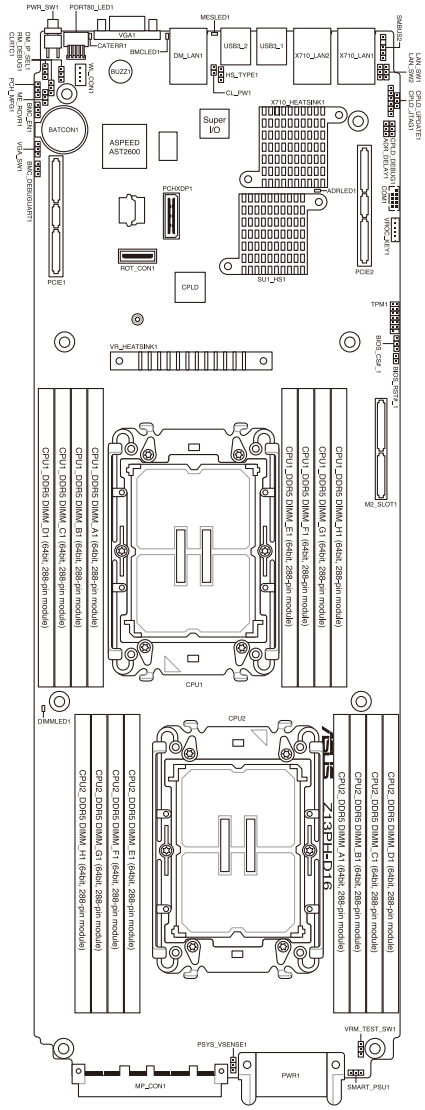 PWR_SW1
PORT80_LED1
VGA1
MESLED1
SMBUS2
DM_IP_SEL1
RM_DEBUG1
CLRTC1
CATERR1
BMCLED1
DM_LAN1
USB3_2
USB3_1
X710_LAN2
X710_LAN1
LAN_SW1
LAN_SW2
WL_CON1
BUZZ1
HS_TYPE1
CL_PW1
X710_HEATSINK1
CPLD_UPDATE1
CPLD_JTAG1
PCH_MFG1
ME_RCVR1
BMC_EN1
BATCON1
VGA_SW1
BMC_DEBUGUART1
ASPEED
AST2600
Super
I/O
CPLD_DEBUG1
ADR_DELAY1
COM1
PCHXDP1
ADRLED1
VROC_KEY1
ROT_CON1
PCIE1
CPLD
SU1_HS1
PCIE2
TPM1
VR_HEATSINK1
BIOS_CS#_1
BIOS_RST#_1
CPU1_DDR5 DIMM_D1 (64bit, 288-pin module)
CPU1_DDR5 DIMM_C1 (64bit, 288-pin module)
CPU1_DDR5 DIMM_B1 (64bit, 288-pin module)
CPU1_DDR5 DIMM_A1 (64bit, 288-pin module)
CPU1_DDR5 DIMM_E1 (64bit, 288-pin module)
CPU1_DDR5 DIMM_F1 (64bit, 288-pin module)
CPU1_DDR5 DIMM_G1 (64bit, 288-pin module)
CPU1_DDR5 DIMM_H1 (64bit, 288-pin module)
M2_SLOT1
CPU1
DIMMLED1
CPU2
ASUS Z13PH-D16
CPU2_DDR5 DIMM_H1 (64bit, 288-pin module)
CPU2_DDR5 DIMM_G1 (64bit, 288-pin module)
CPU2_DDR5 DIMM_F1 (64bit, 288-pin module)
CPU2_DDR5 DIMM_E1 (64bit, 288-pin module)
CPU2_DDR5 DIMM_A1 (64bit, 288-pin module)
CPU2_DDR5 DIMM_B1 (64bit, 288-pin module)
CPU2_DDR5 DIMM_C1 (64bit, 288-pin module)
CPU2_DDR5 DIMM_D1 (64bit, 288-pin module)
VRM_TEST_SW1
PSYS_VSENSE1
PWR1
MP_CON1
SMART_PSU1